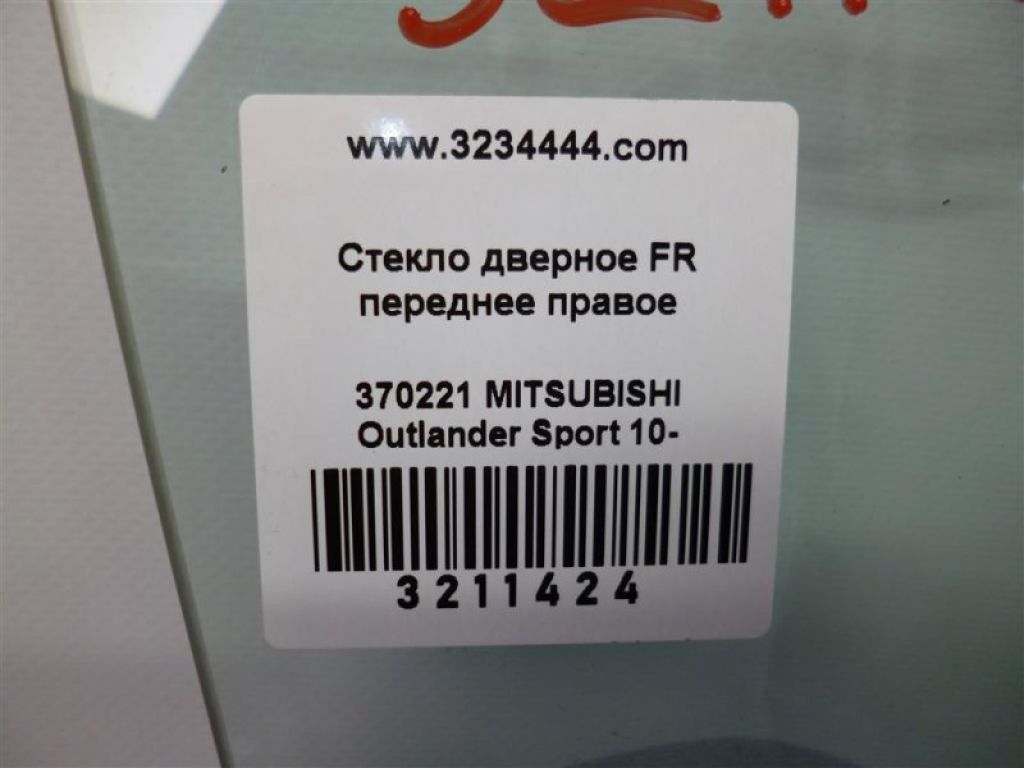 www.3234444.com
Стекло дверное FR
переднее правое
370221 MITSUBISHI
Outlander Sport 10-
3211424